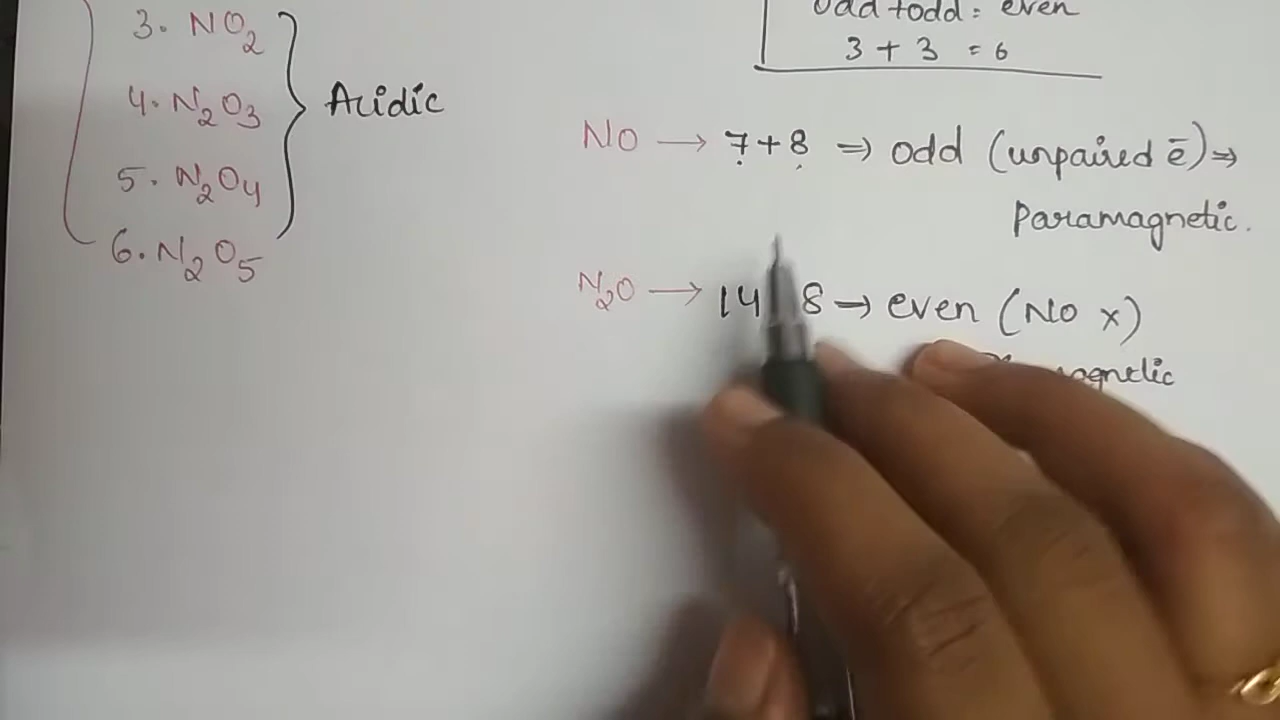 3. NO2
4. N2O3
5. N2O4
6. N2O5
Acidic
odd + odd = even
3 + 3 = 6
NO → 7 + 8 ⇒ odd (unpaired ē) ⇒
Paramagnetic.
N2O → 14 8 → even (No x)